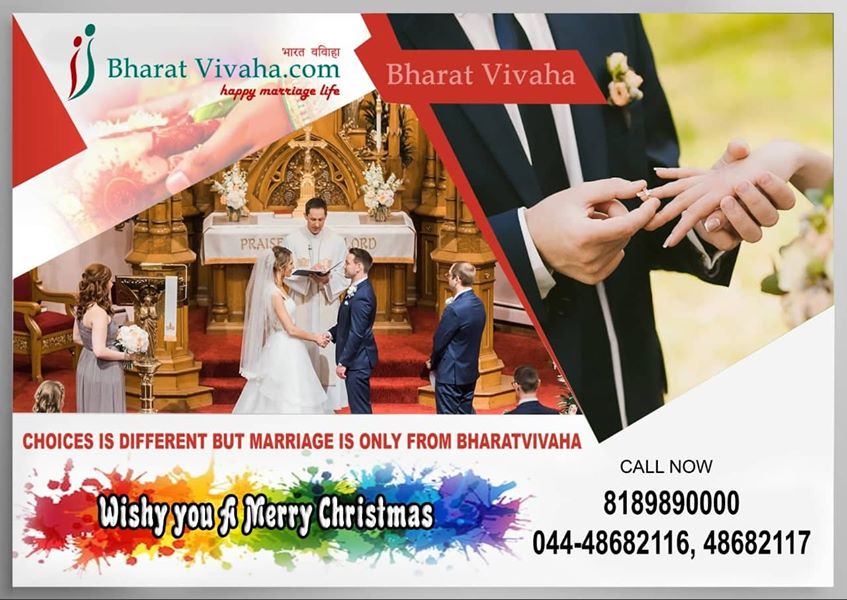 भारत वविाहा
Bharat Vivaha.com
happy marriage life
Bharat Vivaha
PRAISE LORD
CHOICES IS DIFFERENT BUT MARRIAGE IS ONLY FROM BHARATVIVAHA
Wishy you A Merry Christmas
CALL NOW
8189890000
044-48682116, 48682117